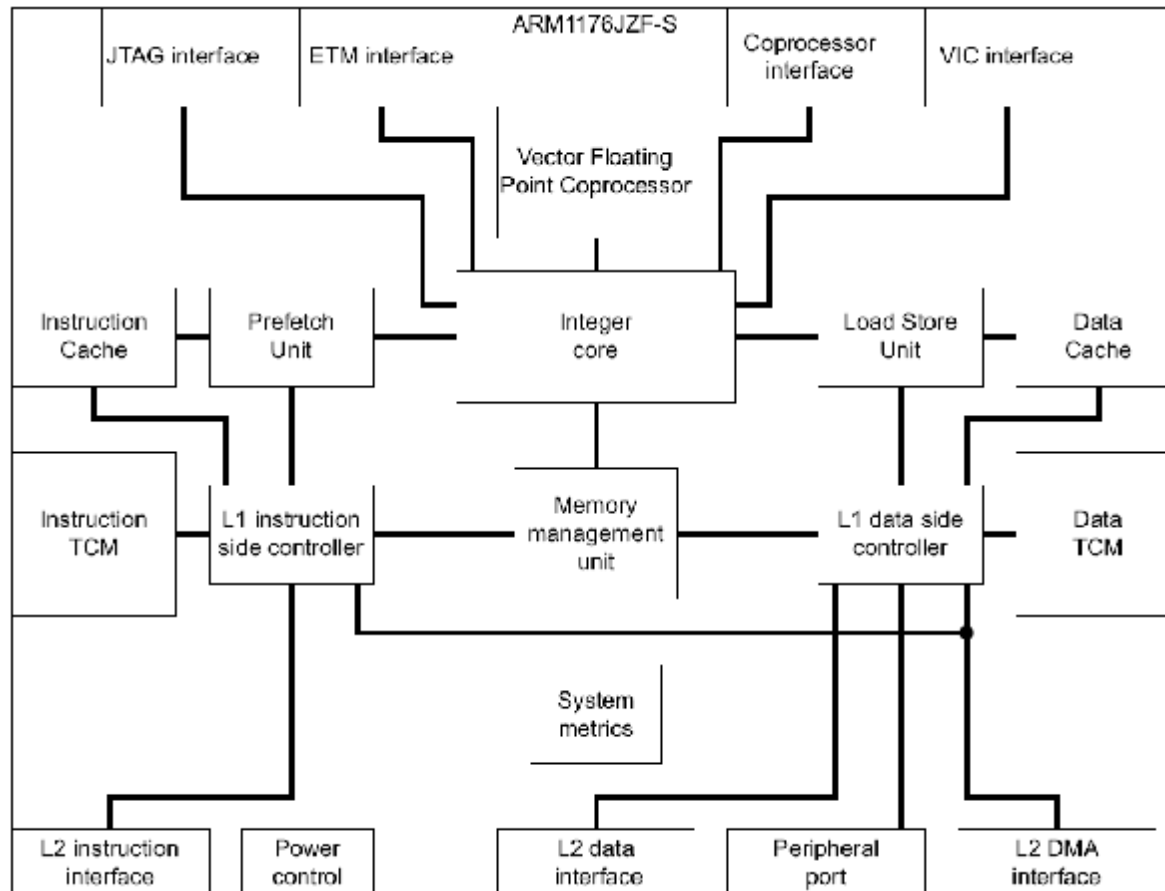 ARM1176JZF-S
JTAG interface
ETM interface
Coprocessor
interface
VIC interface
Vector Floating
Point Coprocessor
Instruction
Cache
Prefetch
Unit
Integer
core
Load Store
Unit
Data
Cache
Instruction
TCM
L1 instruction
side controller
Memory
management
unit
L1 data side
controller
Data
TCM
System
metrics
L2 instruction
interface
Power
control
L2 data
interface
Peripheral
port
L2 DMA
interface